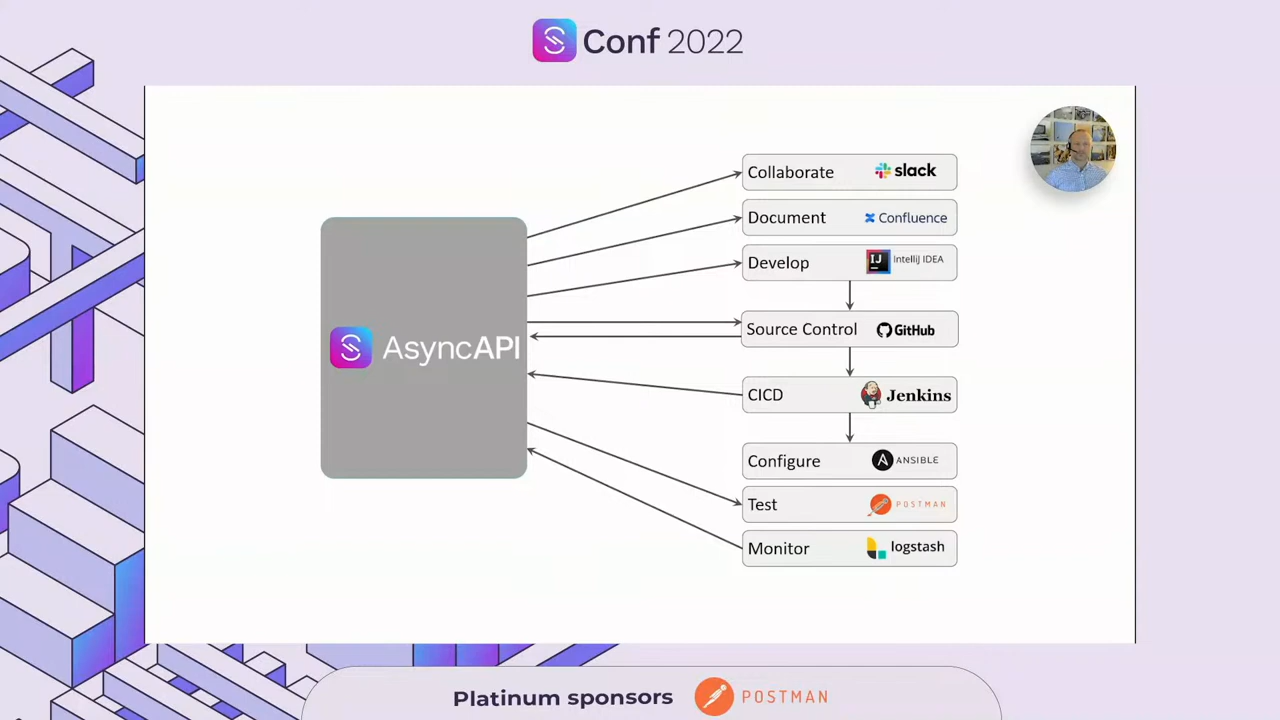 Conf 2022
Collaborate slack
Document Confluence
Develop IJ IntelliJ IDEA
Source Control GitHub
AsyncAPI
CICD Jenkins
Configure A ANSIBLE
Test POSTMAN
Monitor logstash
Platinum sponsors POSTMAN